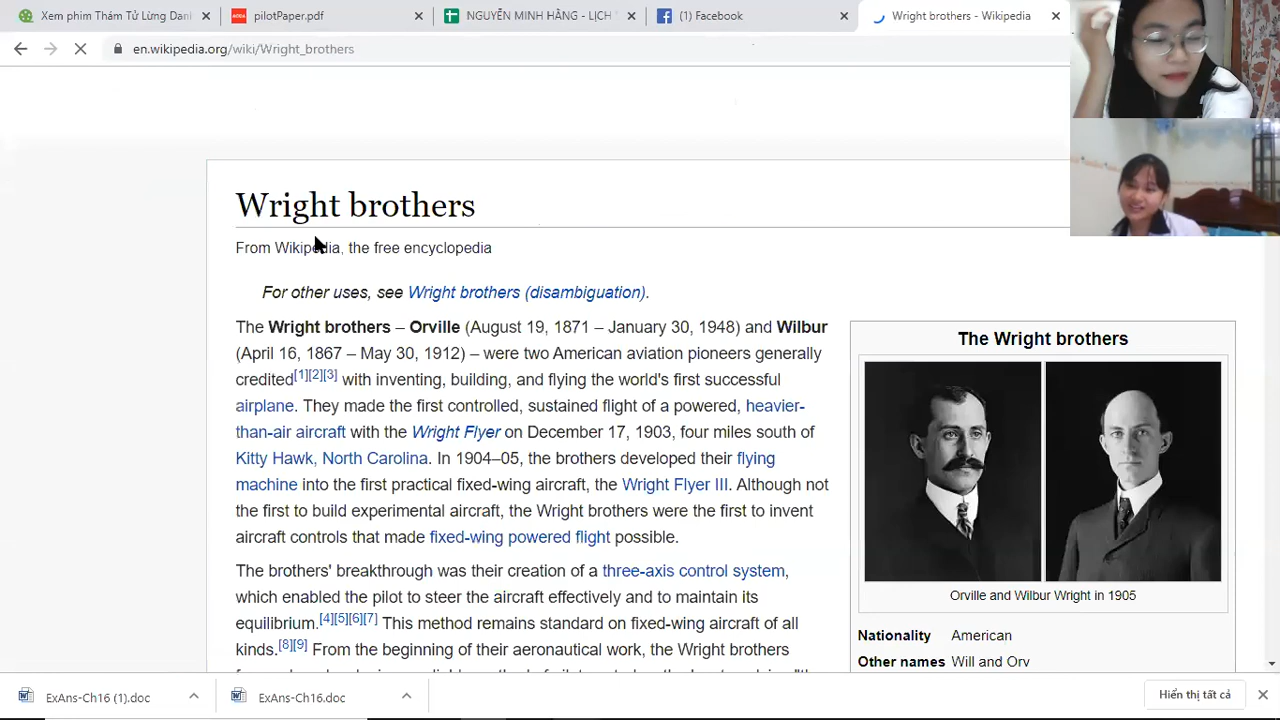 Xem phim Thám Tử Lừng Dan
pilotPaper.pdf
NGUYỄN MINH HẰNG - LỊCH
(1) Facebook
Wright brothers - Wikipedia
en.wikipedia.org/wiki/Wright_brothers
Wright brothers
From Wikipedia, the free encyclopedia
For other uses, see Wright brothers (disambiguation).
The Wright brothers – Orville (August 19, 1871 – January 30, 1948) and Wilbur
(April 16, 1867 – May 30, 1912) – were two American aviation pioneers generally
credited[1][2][3] with inventing, building, and flying the world's first successful
airplane. They made the first controlled, sustained flight of a powered, heavier-
than-air aircraft with the Wright Flyer on December 17, 1903, four miles south of
Kitty Hawk, North Carolina. In 1904–05, the brothers developed their flying
machine into the first practical fixed-wing aircraft, the Wright Flyer III. Although not
the first to build experimental aircraft, the Wright brothers were the first to invent
aircraft controls that made fixed-wing powered flight possible.
The brothers' breakthrough was their creation of a three-axis control system,
which enabled the pilot to steer the aircraft effectively and to maintain its
equilibrium.[4][5][6][7] This method remains standard on fixed-wing aircraft of all
kinds.[8][9] From the beginning of their aeronautical work, the Wright brothers
The Wright brothers
Orville and Wilbur Wright in 1905
Nationality American
Other names Will and Orv
ExAns-Ch16 (1).doc
ExAns-Ch16.doc
Hiển thị tất cả